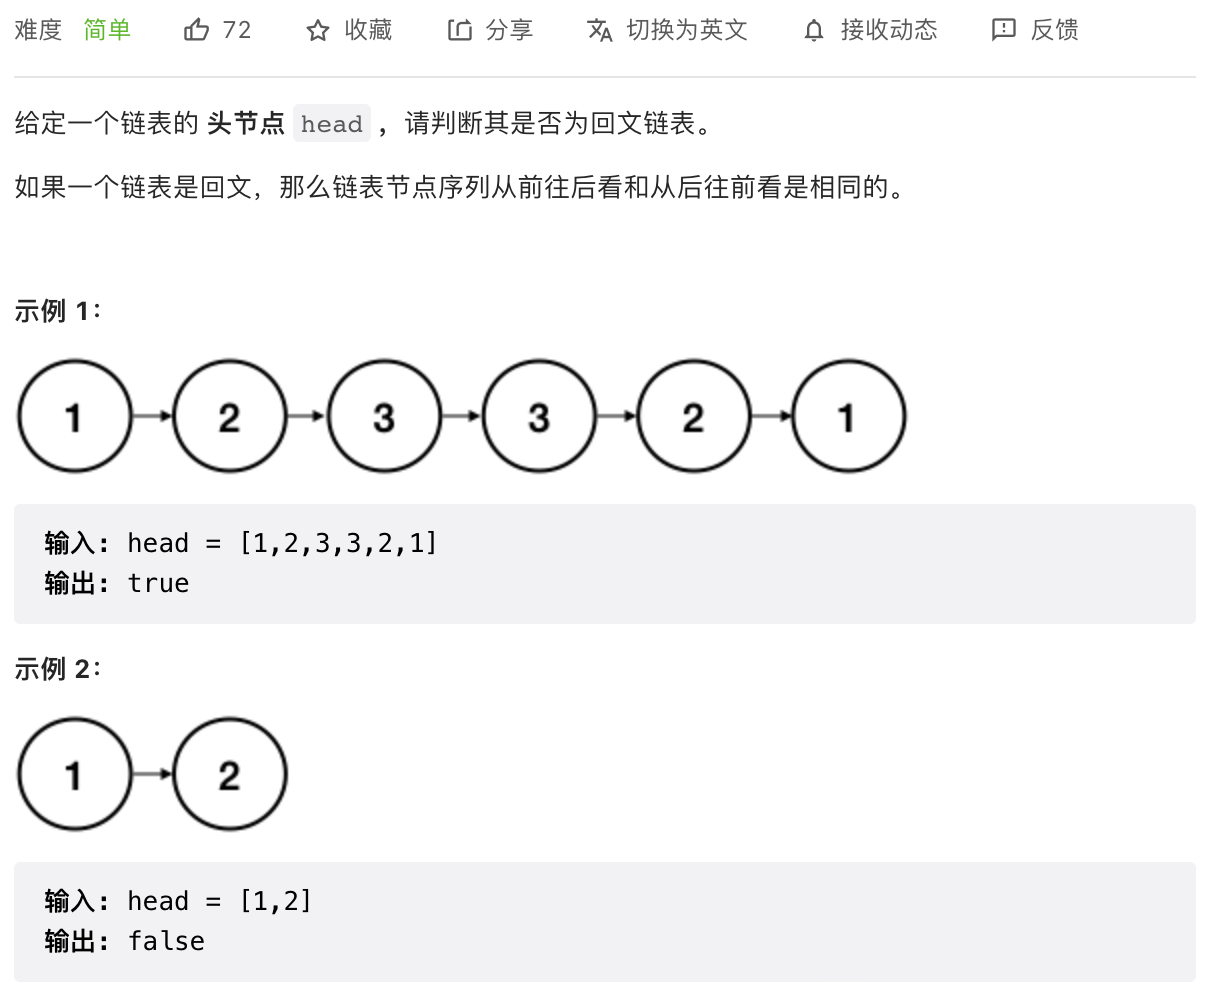 难度 简单 72 收藏 分享 切换为英文 接收动态 反馈
给定一个链表的 头节点 head ，请判断其是否为回文链表。
如果一个链表是回文，那么链表节点序列从前往后看和从后往前看是相同的。
示例 1：
1 2 3 3 2 1
输入: head = [1,2,3,3,2,1]
输出: true
示例 2：
1 2
输入: head = [1,2]
输出: false